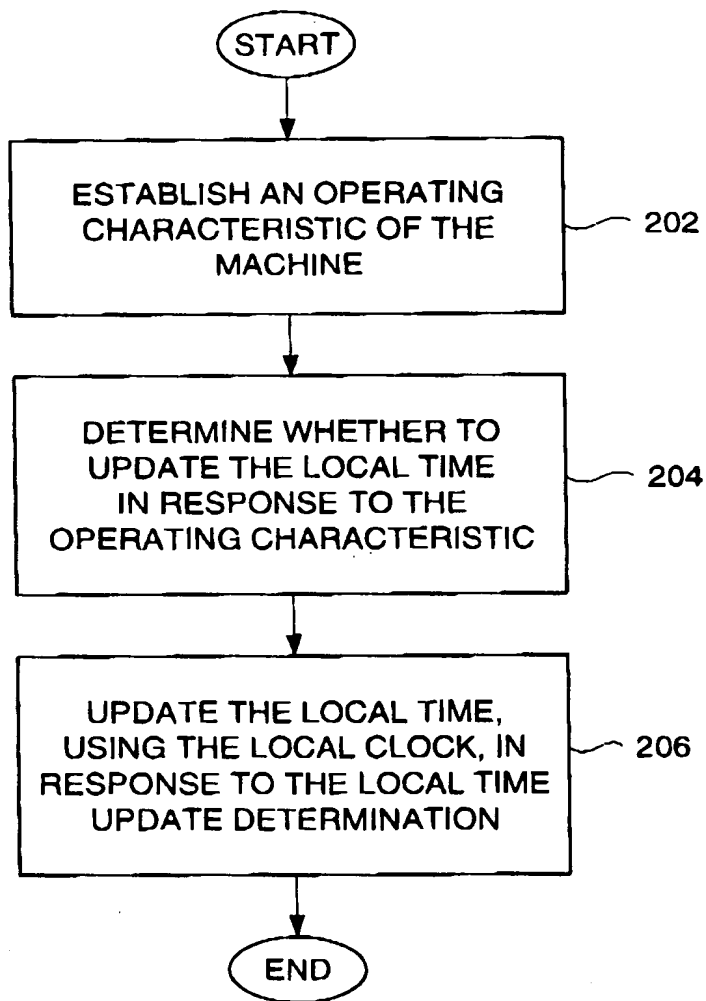 START
ESTABLISH AN OPERATING
CHARACTERISTIC OF THE
MACHINE
202
DETERMINE WHETHER TO
UPDATE THE LOCAL TIME
IN RESPONSE TO THE
OPERATING CHARACTERISTIC
204
UPDATE THE LOCAL TIME,
USING THE LOCAL CLOCK, IN
RESPONSE TO THE LOCAL TIME
UPDATE DETERMINATION
206
END